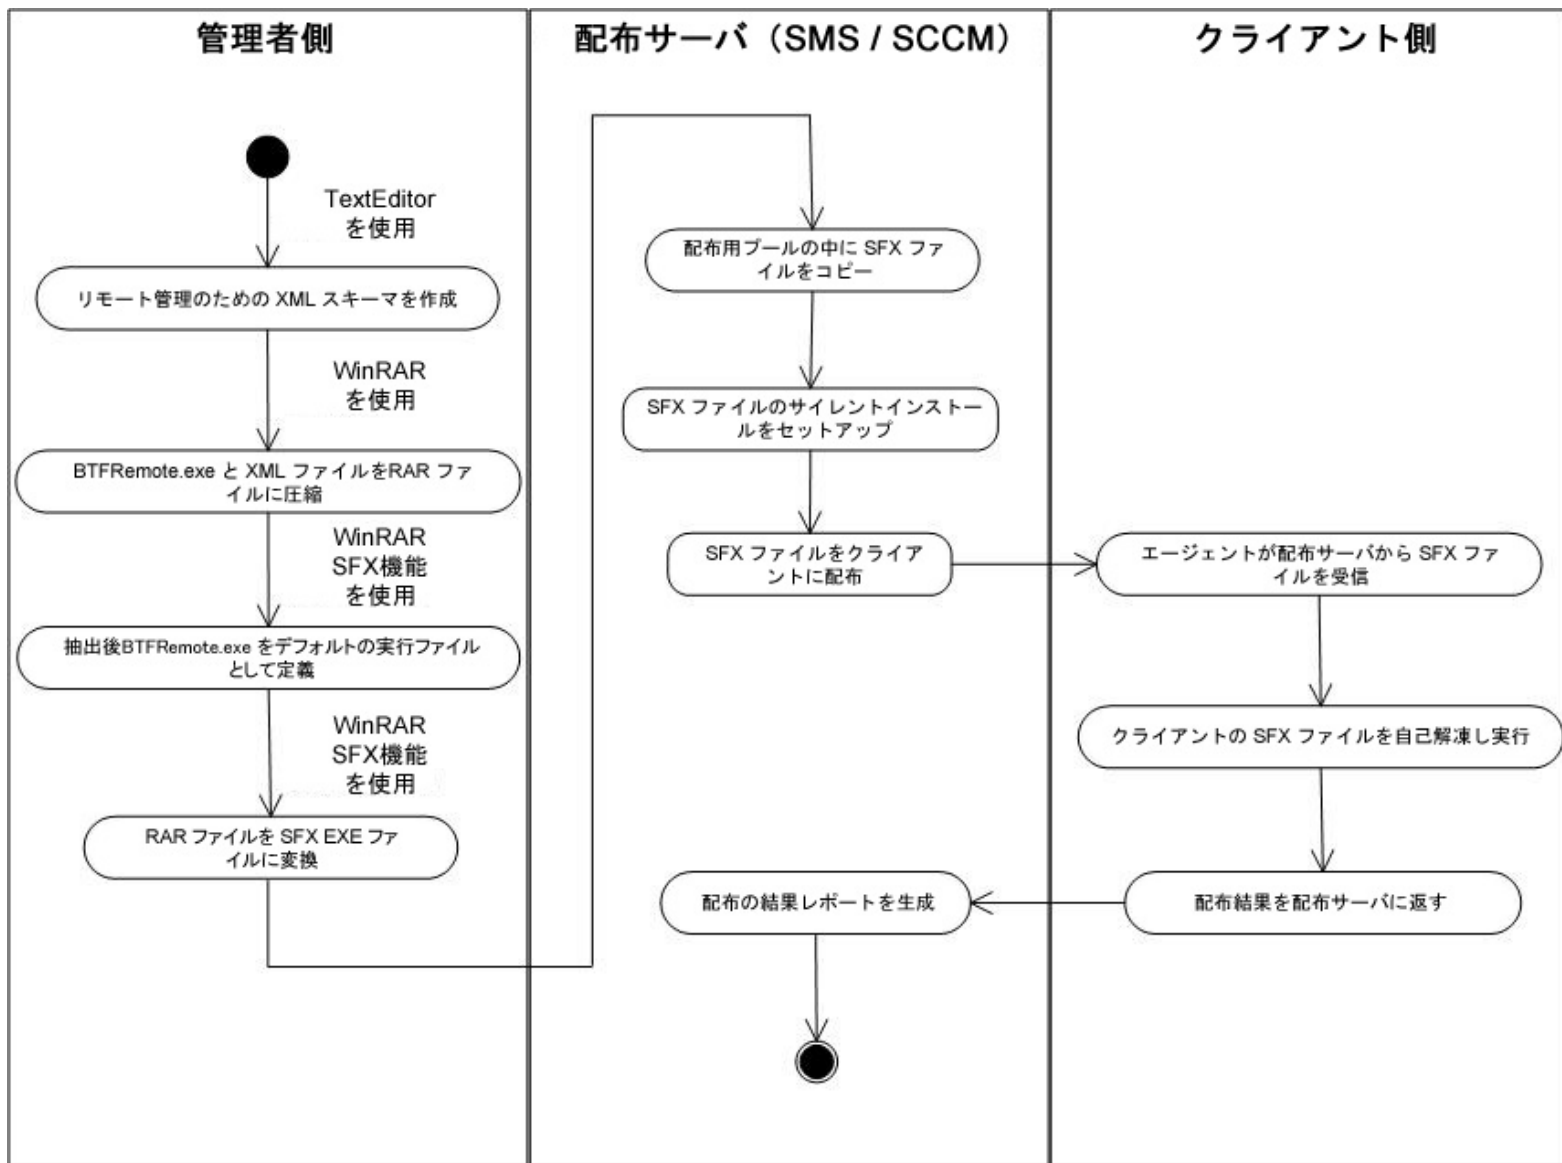 管理者側
配布サーバ（SMS / SCCM）
クライアント側
TextEditor
を使用
リモート管理のための XML スキーマを作成
WinRAR
を使用
BTFRemote.exe と XML ファイルをRAR ファ
イルに圧縮
WinRAR
SFX機能
を使用
抽出後BTFRemote.exe をデフォルトの実行ファイル
として定義
WinRAR
SFX機能
を使用
RAR ファイルを SFX EXE ファ
イルに変換
配布用プールの中に SFX ファ
イルをコピー
SFX ファイルのサイレントインストー
ルをセットアップ
SFX ファイルをクライア
ントに配布
エージェントが配布サーバから SFX ファ
イルを受信
クライアントの SFX ファイルを自己解凍し実行
配布結果を配布サーバに返す
配布の結果レポートを生成